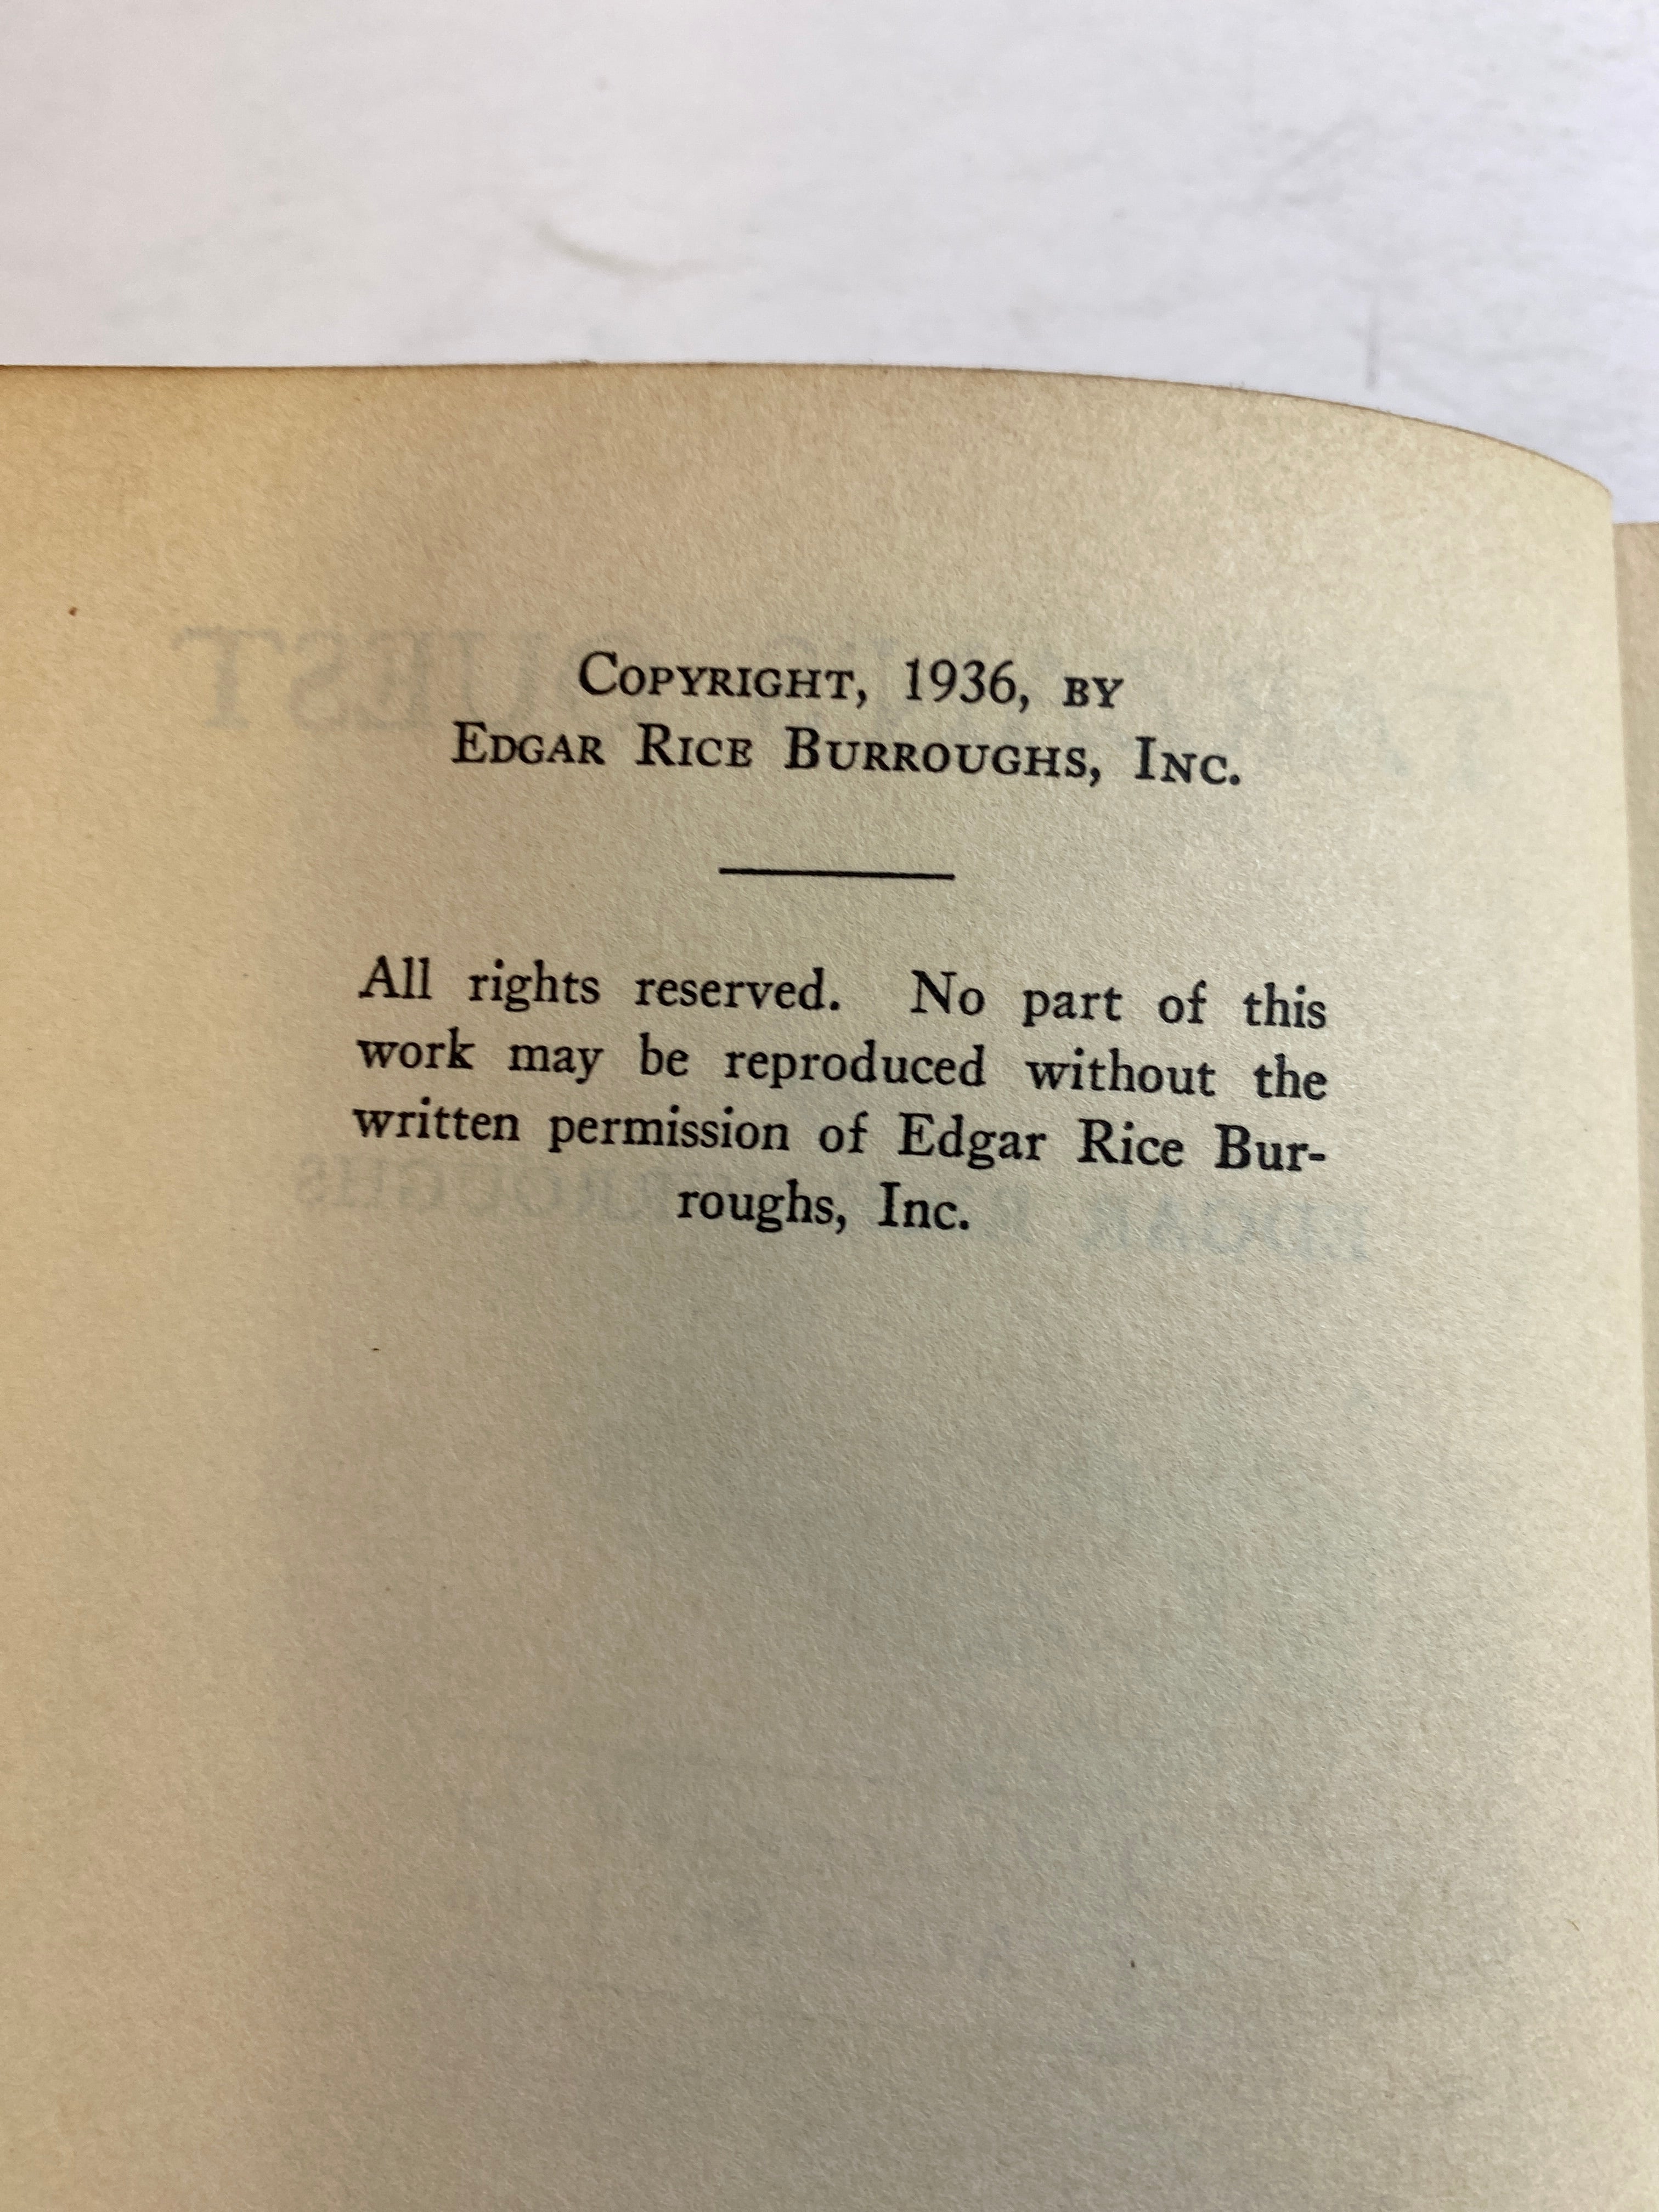 Copyright, 1936, by
Edgar Rice Burroughs, Inc.
All rights reserved. No part of this
work may be reproduced without the
written permission of Edgar Rice Bur-
roughs, Inc.